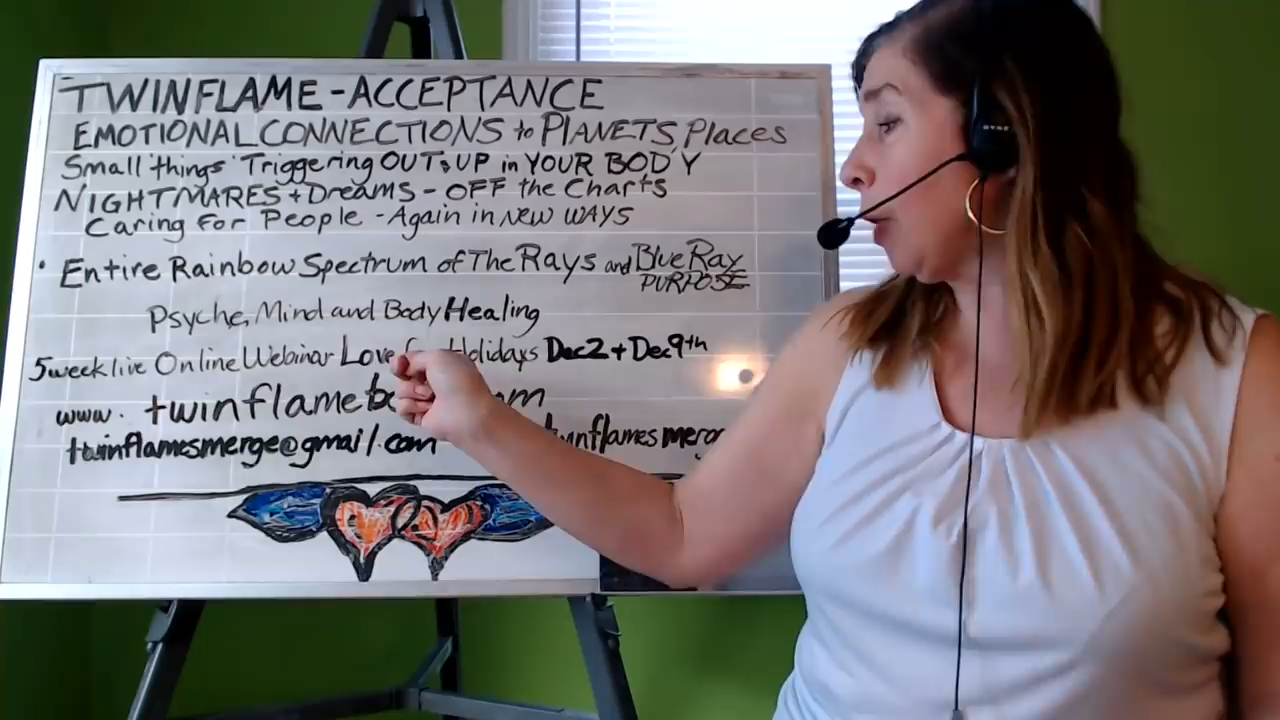 TWINFLAME - ACCEPTANCE
EMOTIONAL CONNECTIONS to PLANETS, Places
Small things Triggering OUT & UP in YOUR BODY
NIGHTMARES + Dreams - OFF the Charts
Caring For People - Again in NEW WAYS
• Entire Rainbow Spectrum of The Rays and Blue Ray
PURPOSE
Psyche, Mind and Body Healing
5 week live Online Webinar Love Holidays Dec 2 + Dec 9th
www. twinflame
twinflamesmerge@gmail.com